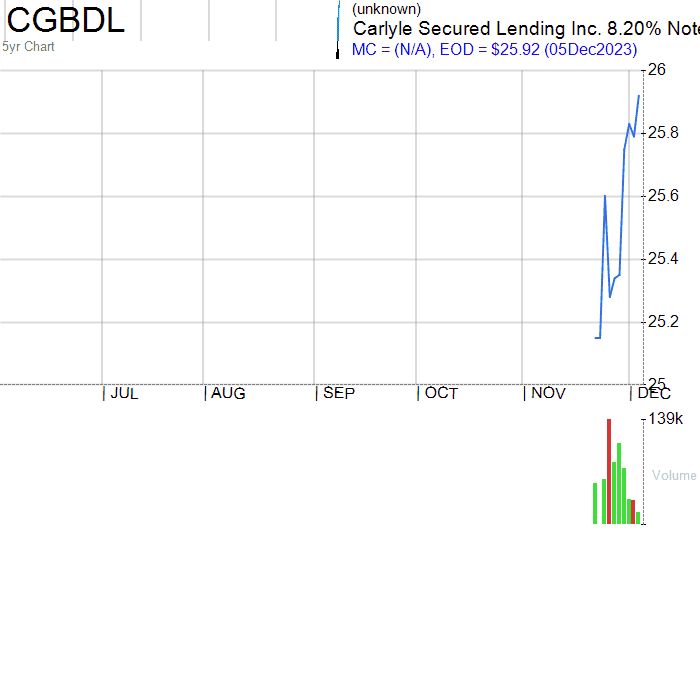 CGBDL
5yr Chart
(unknown)
Carlyle Secured Lending Inc. 8.20% Note
MC = (N/A), EOD = $25.92 (05Dec2023)
26
25.8
25.6
25.4
25.2
25
JUL AUG SEP OCT NOV DEC
139k
Volume